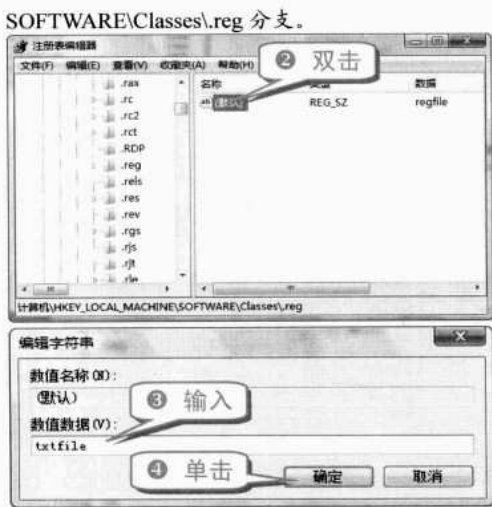 SOFTWARE\Classes\.reg 分支。
注册表编辑器
文件(F) 编辑(E) 查看(V) 收藏夹(A) 帮助(H)
❷ 双击
.rax
.rc
.rc2
.rct
.RDP
.reg
.rels
.res
.rev
.rgs
.rjs
.rjt
.rle
名称 数据
ab (默认) REG_SZ regfile
计算机\HKEY_LOCAL_MACHINE\SOFTWARE\Classes\.reg
编辑字符串
数值名称(N):
(默认)
❸ 输入
数值数据(V):
txtfile
❹ 单击
确定 取消